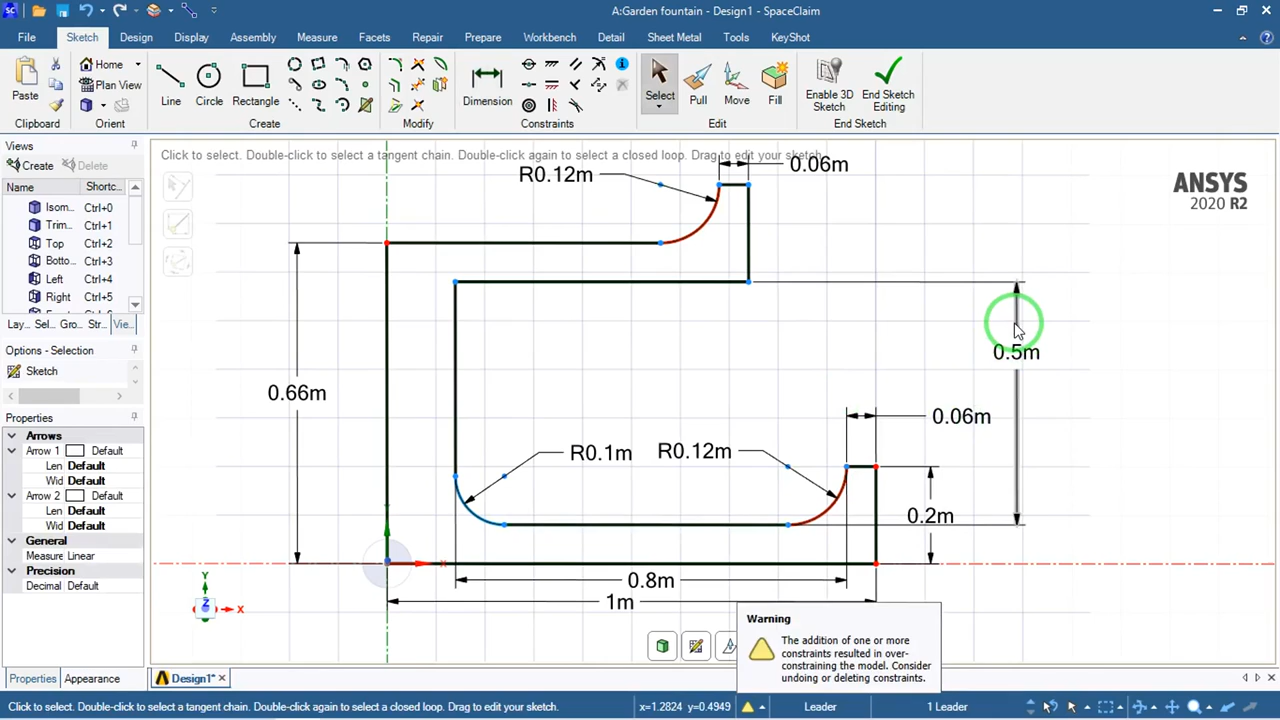 A:Garden fountain - Design1 - SpaceClaim
File Sketch Design Display Assembly Measure Facets Repair Prepare Workbench Detail Sheet Metal Tools KeyShot
Paste
Home
Plan View
Line Circle Rectangle
Dimension
Select Pull Move Fill
Enable 3D Sketch
End Sketch Editing
Clipboard Orient Create Modify Constraints Edit End Sketch
Views
Create Delete
Name Shortc...
Isom... Ctrl+0
Trim... Ctrl+1
Top Ctrl+2
Botto... Ctrl+3
Left Ctrl+4
Right Ctrl+5
Lay... Sel... Gro... Str... Vie...
Options - Selection
Sketch
Properties
Arrows
Arrow 1 Default
Len Default
Wid Default
Arrow 2 Default
Len Default
Wid Default
General
Measure Linear
Precision
Decimal Default
Properties Appearance
Click to select. Double-click to select a tangent chain. Double-click again to select a closed loop. Drag to edit your sketch.
ANSYS
2020 R2
R0.12m
0.06m
0.66m
0.5m
0.06m
R0.1m
R0.12m
0.2m
0.8m
1m
X
Y
Z
X
Warning
The addition of one or more
constraints resulted in over-
constraining the model. Consider
undoing or deleting constraints.
Design1*
Click to select. Double-click to select a tangent chain. Double-click again to select a closed loop. Drag to edit your sketch.
x=1.2824 y=0.4949
Leader
1 Leader